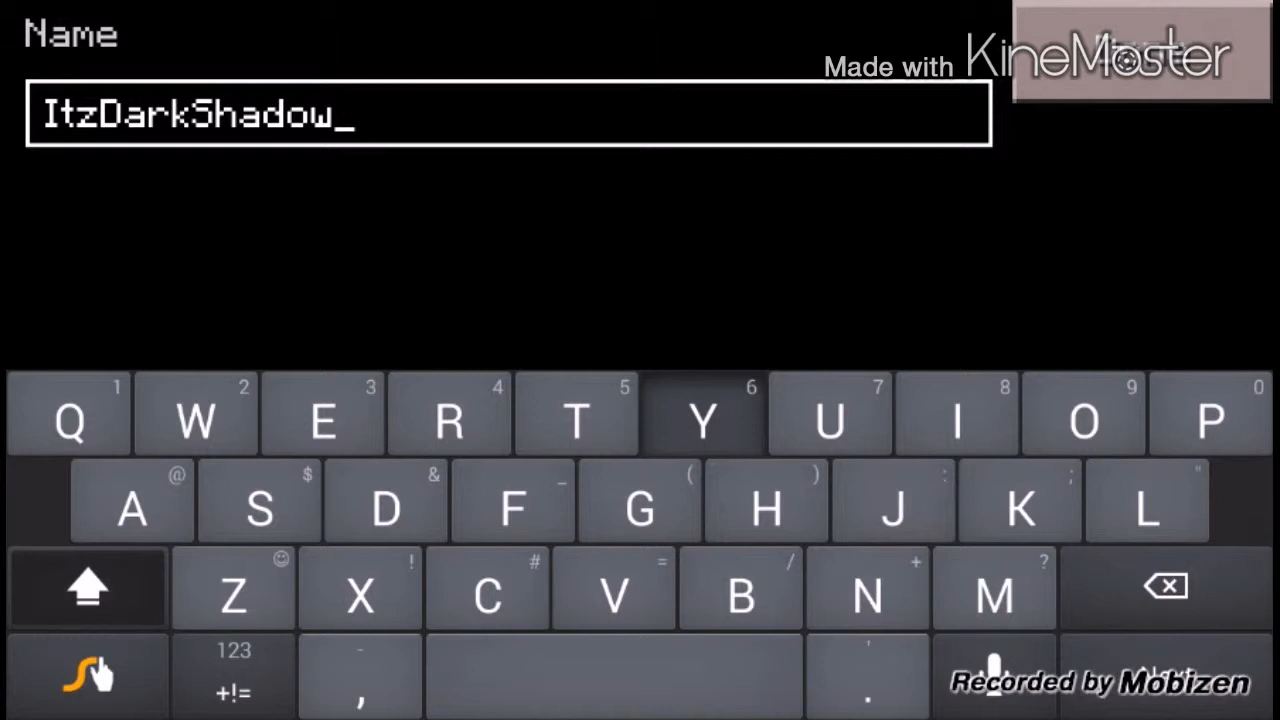 Name
Made with KineMaster
ItzDarkShadow_
1 2 3 4 5 6 7 8 9 0
Q W E R T Y U I O P
@ $ & _ ( ) : ; "
A S D F G H J K L
! # = / + ?
Z X C V B N M
123 - '
+!= , .
Recorded by Mobizen